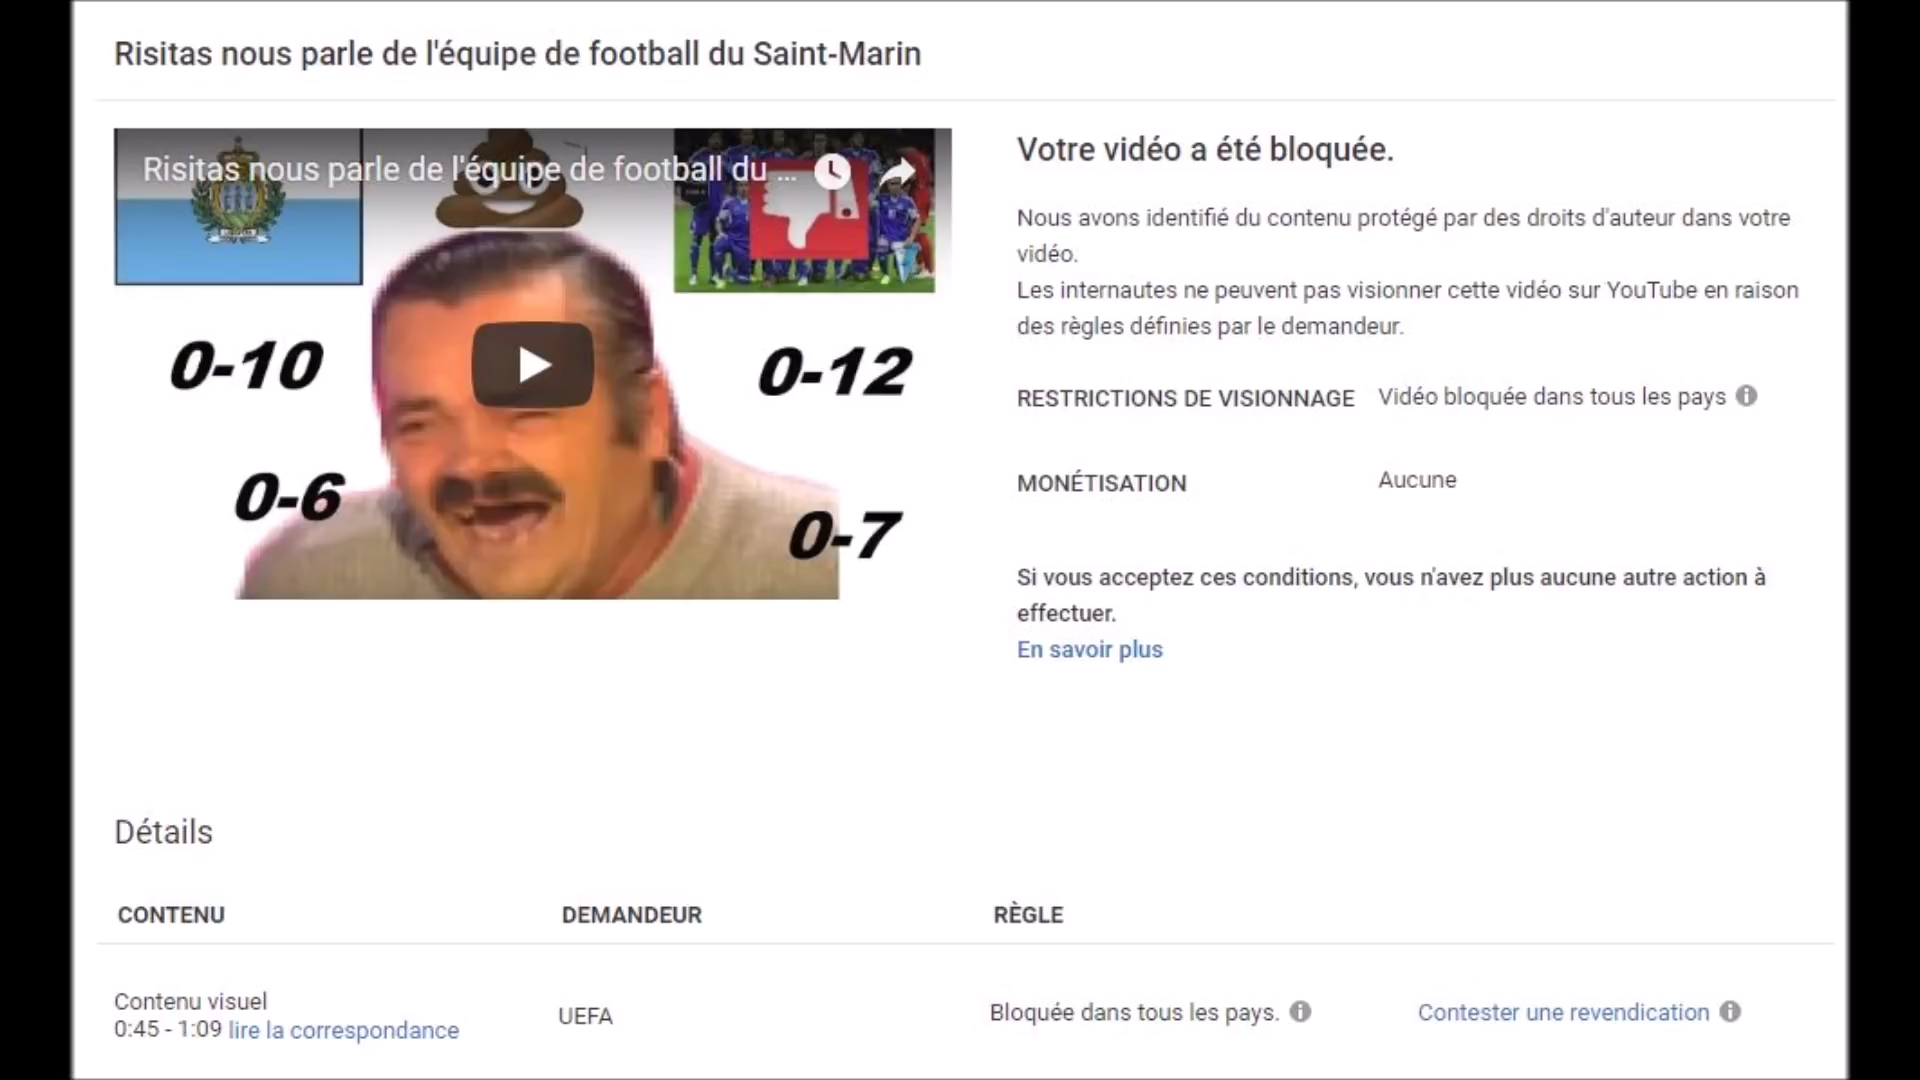 Risitas nous parle de l'équipe de football du Saint-Marin
Risitas nous parle de l'équipe de football du ...
0-10
0-12
0-6
0-7
Votre vidéo a été bloquée.
Nous avons identifié du contenu protégé par des droits d'auteur dans votre
vidéo.
Les internautes ne peuvent pas visionner cette vidéo sur YouTube en raison
des règles définies par le demandeur.
RESTRICTIONS DE VISIONNAGE Vidéo bloquée dans tous les pays
MONÉTISATION Aucune
Si vous acceptez ces conditions, vous n'avez plus aucune autre action à
effectuer.
En savoir plus
Détails
CONTENU DEMANDEUR RÈGLE
Contenu visuel
0:45 - 1:09 lire la correspondance
UEFA
Bloquée dans tous les pays.
Contester une revendication